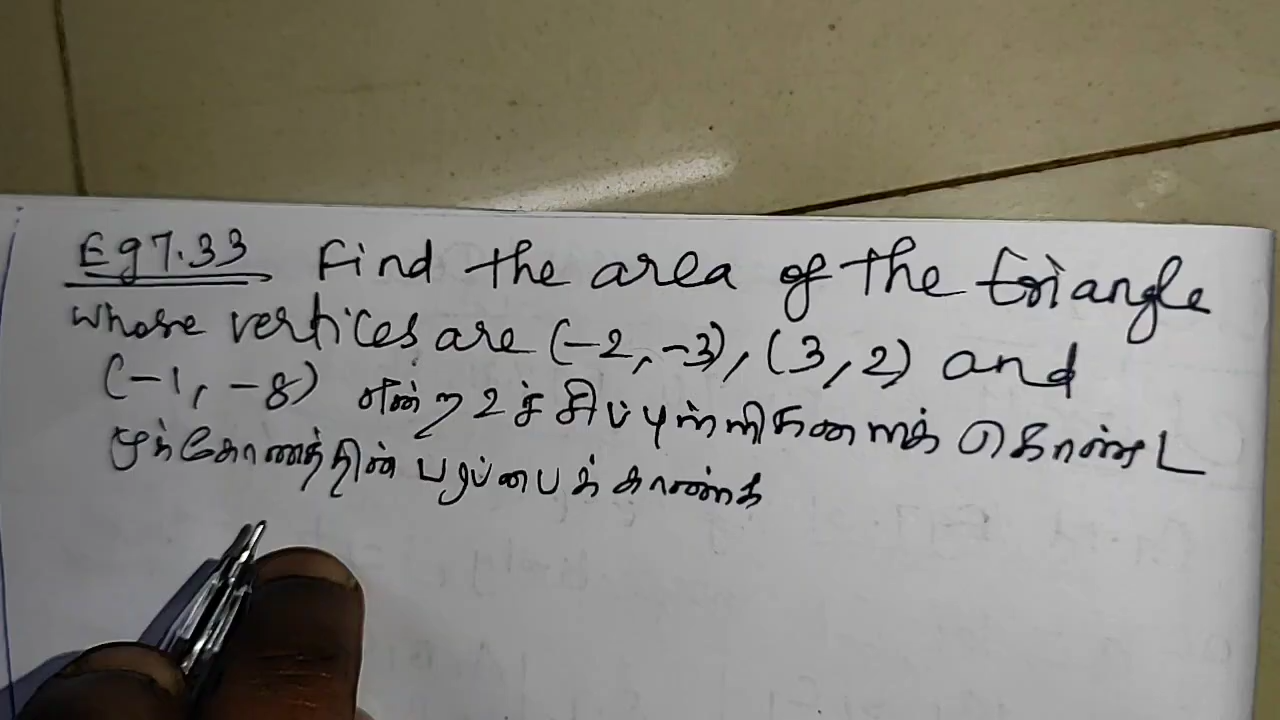 Eg 7.33 Find the area of the triangle
whose vertices are (-2, -3), (3, 2) and
(-1, -8) என்ற உச்சிப்புள்ளிகளைக் கொண்ட
முக்கோணத்தின் பரப்பைக் காண்க